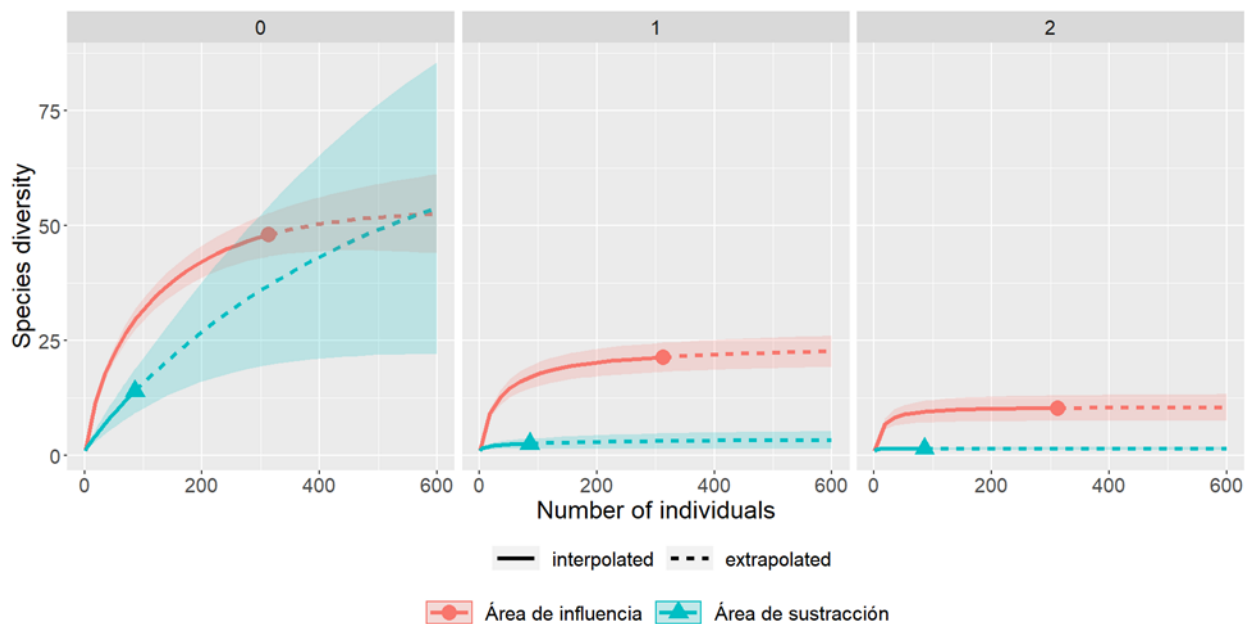 0 1 2
Species diversity
75
50
25
0
0 200 400 600 0 200 400 600 0 200 400 600
Number of individuals
interpolated extrapolated
Área de influencia Área de sustracción